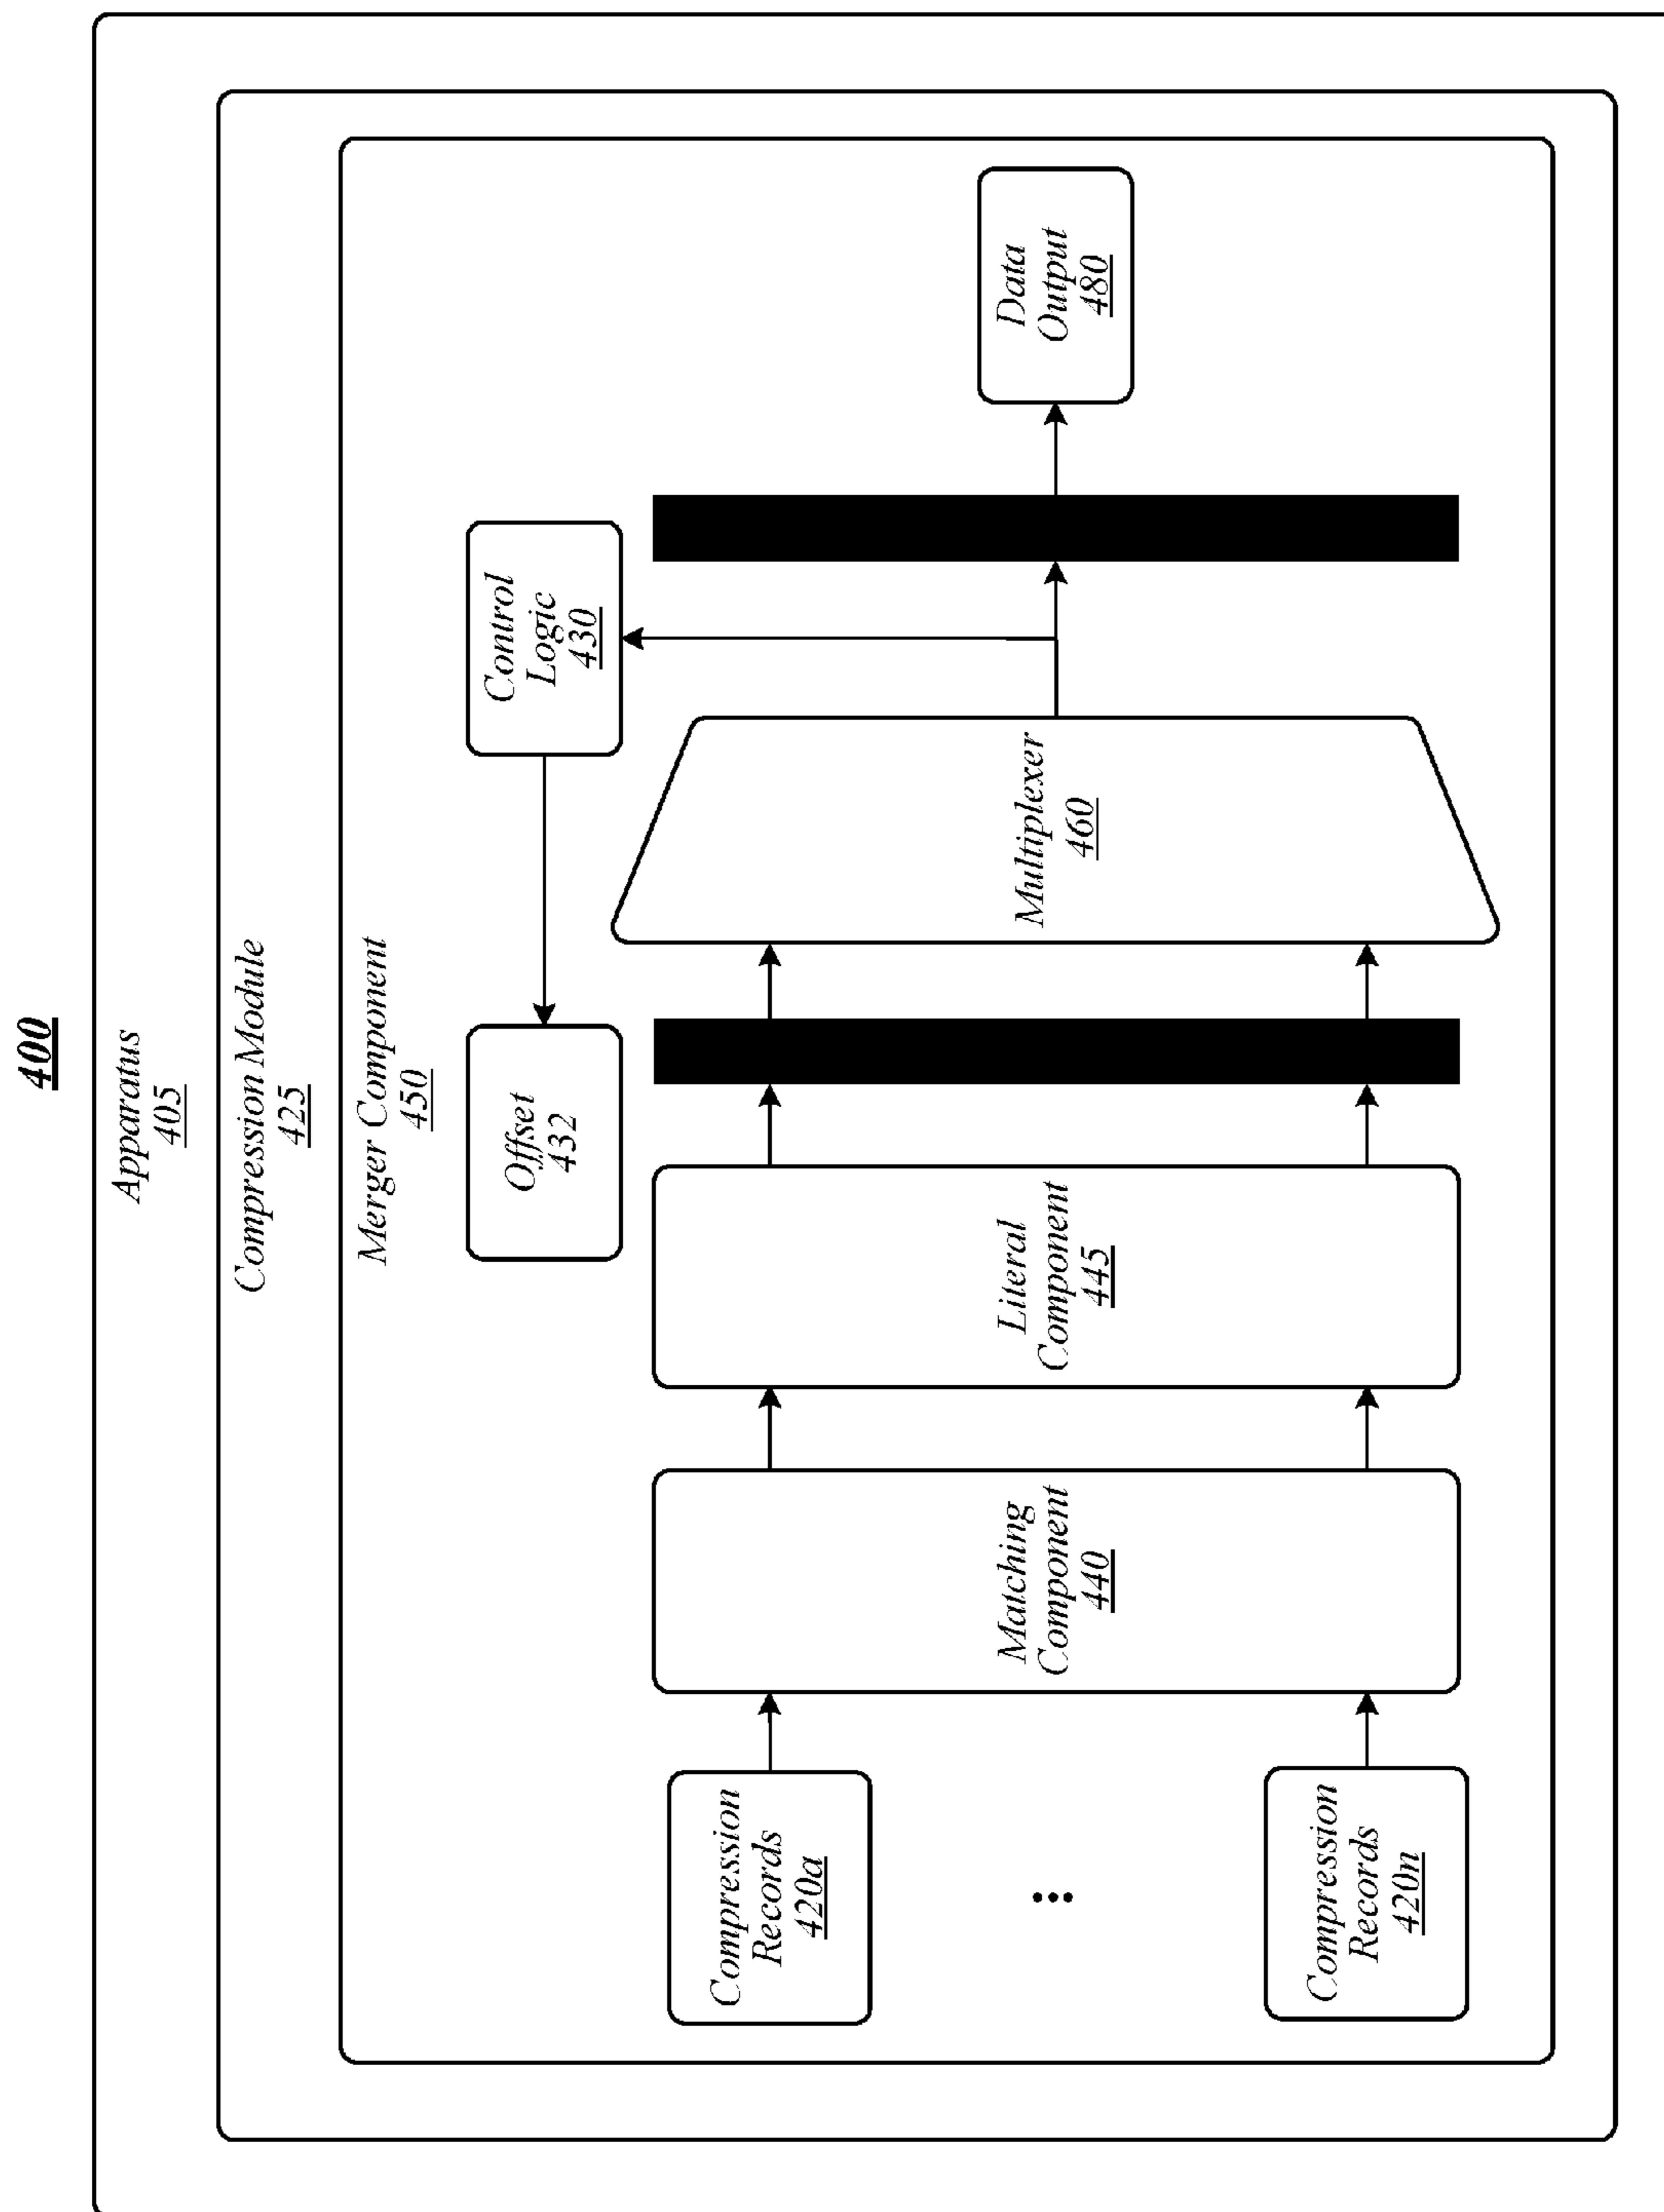 400
Apparatus
405
Compression Module
425
Merger Component
450
Offset
432
Control
Logic
430
Compression
Records
420a
...
Compression
Records
420n
Matching
Component
440
Literal
Component
445
Multiplexer
460
Data
Output
480